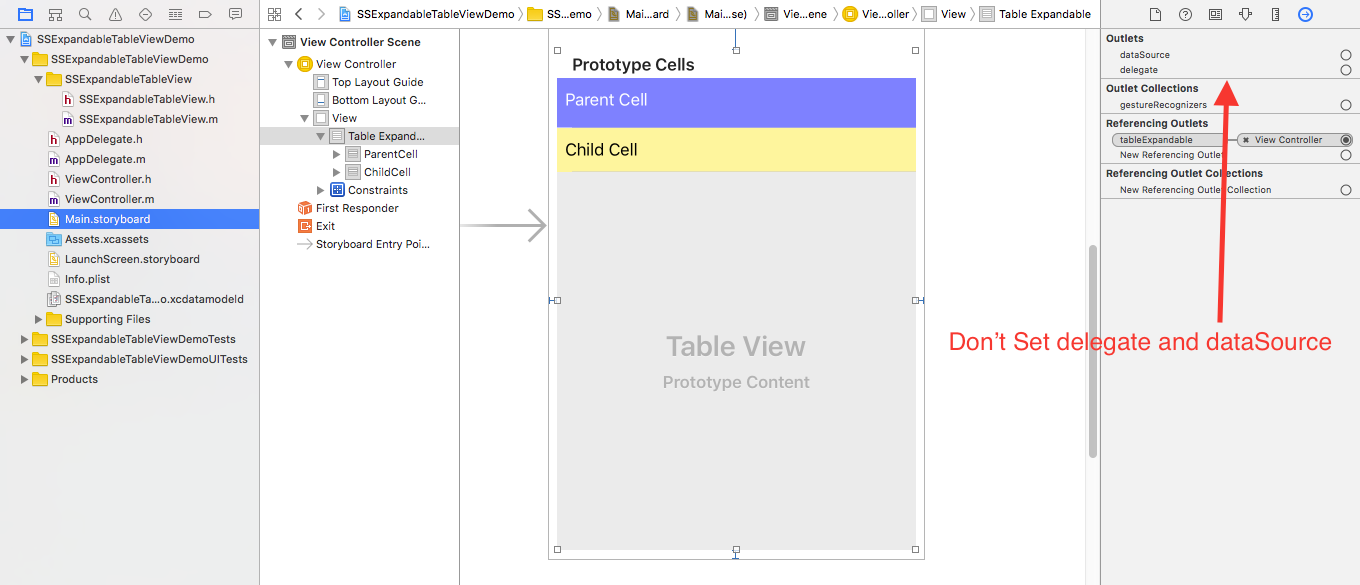 SSExpandableTableViewDemo
SS...emo
Mai...ard
Mai...se)
Vie...ene
Vie...oller
View
Table Expandable
SSExpandableTableViewDemo
SSExpandableTableViewDemo
SSExpandableTableView
SSExpandableTableView.h
SSExpandableTableView.m
AppDelegate.h
AppDelegate.m
ViewController.h
ViewController.m
Main.storyboard
Assets.xcassets
LaunchScreen.storyboard
Info.plist
SSExpandableTa...o.xcdatamodeld
Supporting Files
SSExpandableTableViewDemoTests
SSExpandableTableViewDemoUITests
Products
View Controller Scene
View Controller
Top Layout Guide
Bottom Layout G...
View
Table Expand...
ParentCell
ChildCell
Constraints
First Responder
Exit
Storyboard Entry Poi...
Prototype Cells
Parent Cell
Child Cell
Table View
Prototype Content
Outlets
dataSource
delegate
Outlet Collections
gestureRecognizers
Referencing Outlets
tableExpandable View Controller
New Referencing Outlet
Referencing Outlet Collections
New Referencing Outlet Collection
Don't Set delegate and dataSource